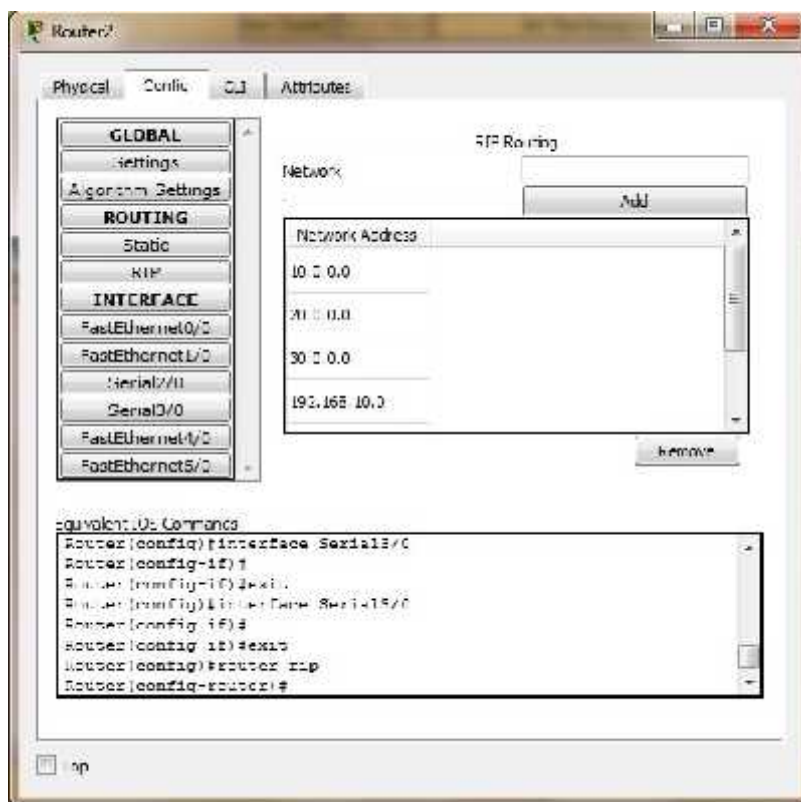 Router2
Physical Config CLI Attributes
GLOBAL
Settings
Algorithm Settings
ROUTING
Static
RIP
INTERFACE
FastEthernet0/0
FastEthernet1/0
Serial2/0
Serial3/0
FastEthernet4/0
FastEthernet5/0
RIP Routing
Network
Add
Network Address
10.0.0.0
20.0.0.0
30.0.0.0
192.168.10.0
Remove
Equivalent IOS Commands
Router(config)#interface Serial3/0
Router(config-if)#
Router(config-if)#exit
Router(config)#interface Serial3/0
Router(config-if)#
Router(config-if)#exit
Router(config)#router rip
Router(config-router)#
Top